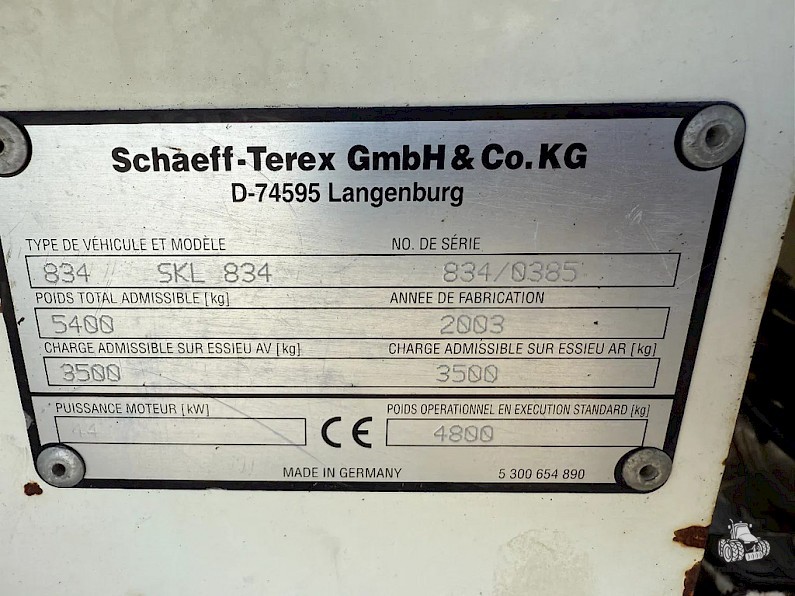 Schaeff-Terex GmbH & Co. KG
D-74595 Langenburg
TYPE DE VÉHICULE ET MODÈLE NO. DE SÉRIE
834 SKL 834 834/0385
POIDS TOTAL ADMISSIBLE [kg] ANNEE DE FABRICATION
5400 2003
CHARGE ADMISSIBLE SUR ESSIEU AV [kg] CHARGE ADMISSIBLE SUR ESSIEU AR [kg]
3500 3500
PUISSANCE MOTEUR [kW] POIDS OPERATIONNEL EN EXECUTION STANDARD [kg]
44 CE 4800
MADE IN GERMANY 5 300 654 890